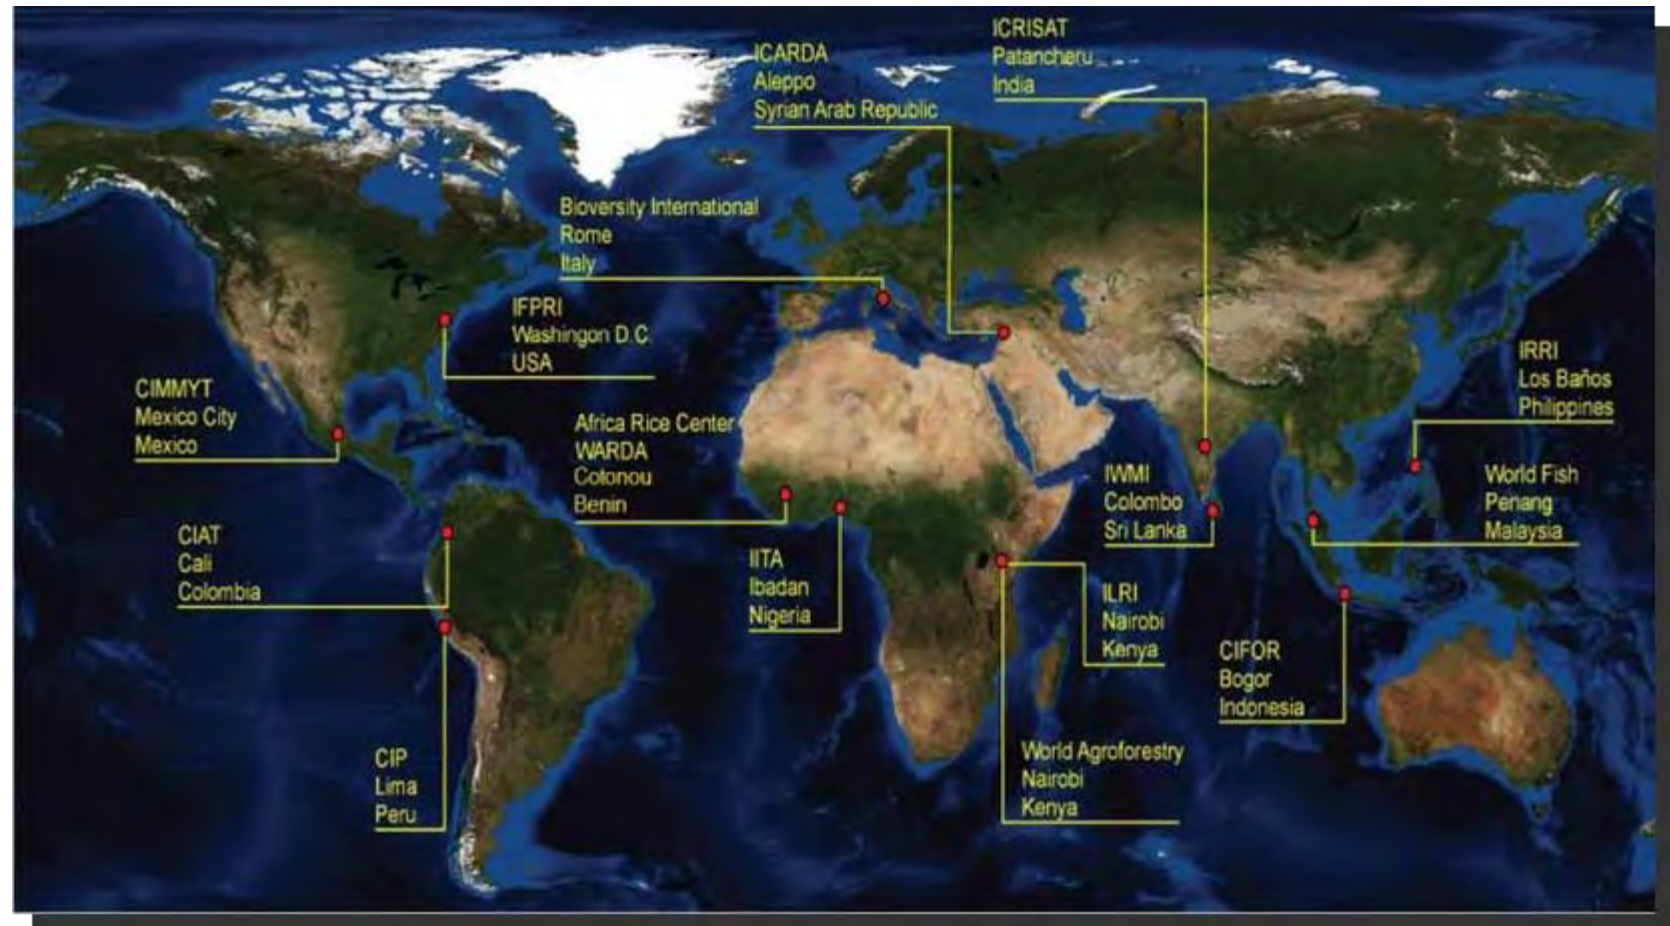 ICRISAT
Patancheru
India
ICARDA
Aleppo
Syrian Arab Republic
Bioversity International
Rome
Italy
IFPRI
Washingon D.C.
USA
CIMMYT
Mexico City
Mexico
Africa Rice Center
WARDA
Cotonou
Benin
IRRI
Los Baños
Philippines
IWMI
Colombo
Sri Lanka
World Fish
Penang
Malaysia
CIAT
Cali
Colombia
IITA
Ibadan
Nigeria
ILRI
Nairobi
Kenya
CIFOR
Bogor
Indonesia
World Agroforestry
Nairobi
Kenya
CIP
Lima
Peru